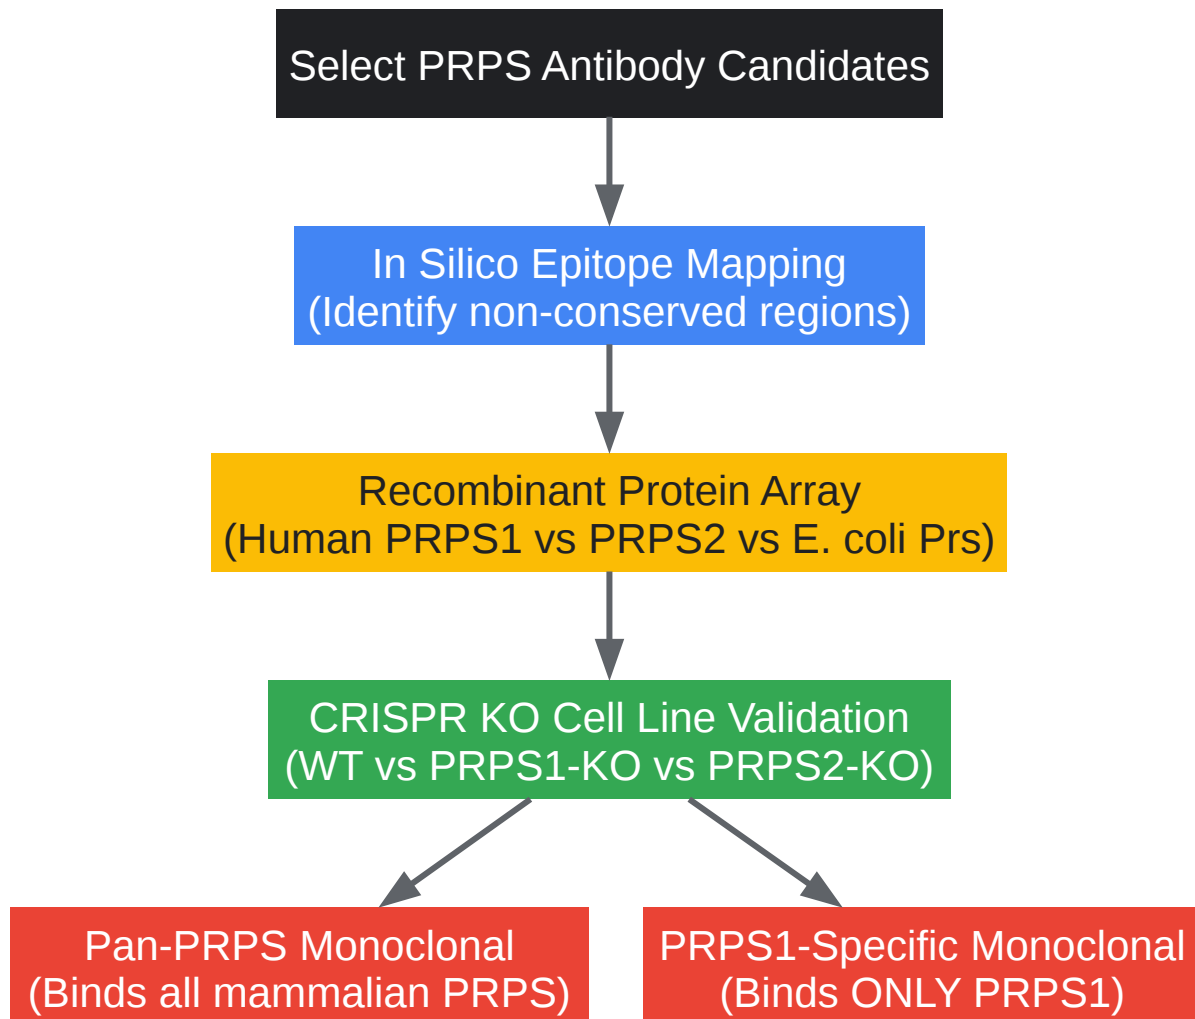 Select PRPS Antibody Candidates
In Silico Epitope Mapping
(Identify non-conserved regions)
Recombinant Protein Array
(Human PRPS1 vs PRPS2 vs E. coli Prs)
CRISPR KO Cell Line Validation
(WT vs PRPS1-KO vs PRPS2-KO)
Pan-PRPS Monoclonal
(Binds all mammalian PRPS)
PRPS1-Specific Monoclonal
(Binds ONLY PRPS1)